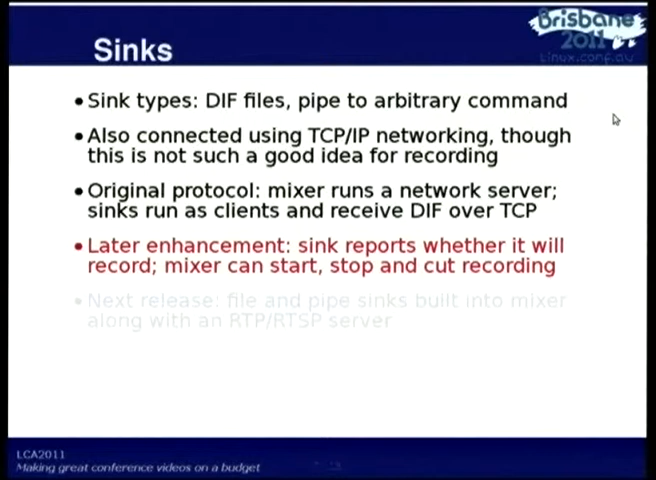 Brisbane
2011
Linux.conf.au
Sinks
• Sink types: DIF files, pipe to arbitrary command
• Also connected using TCP/IP networking, though
this is not such a good idea for recording
• Original protocol: mixer runs a network server;
sinks run as clients and receive DIF over TCP
• Later enhancement: sink reports whether it will
record; mixer can start, stop and cut recording
• Next release: file and pipe sinks built into mixer
along with an RTP/RTSP server
LCA2011
Making great conference videos on a budget